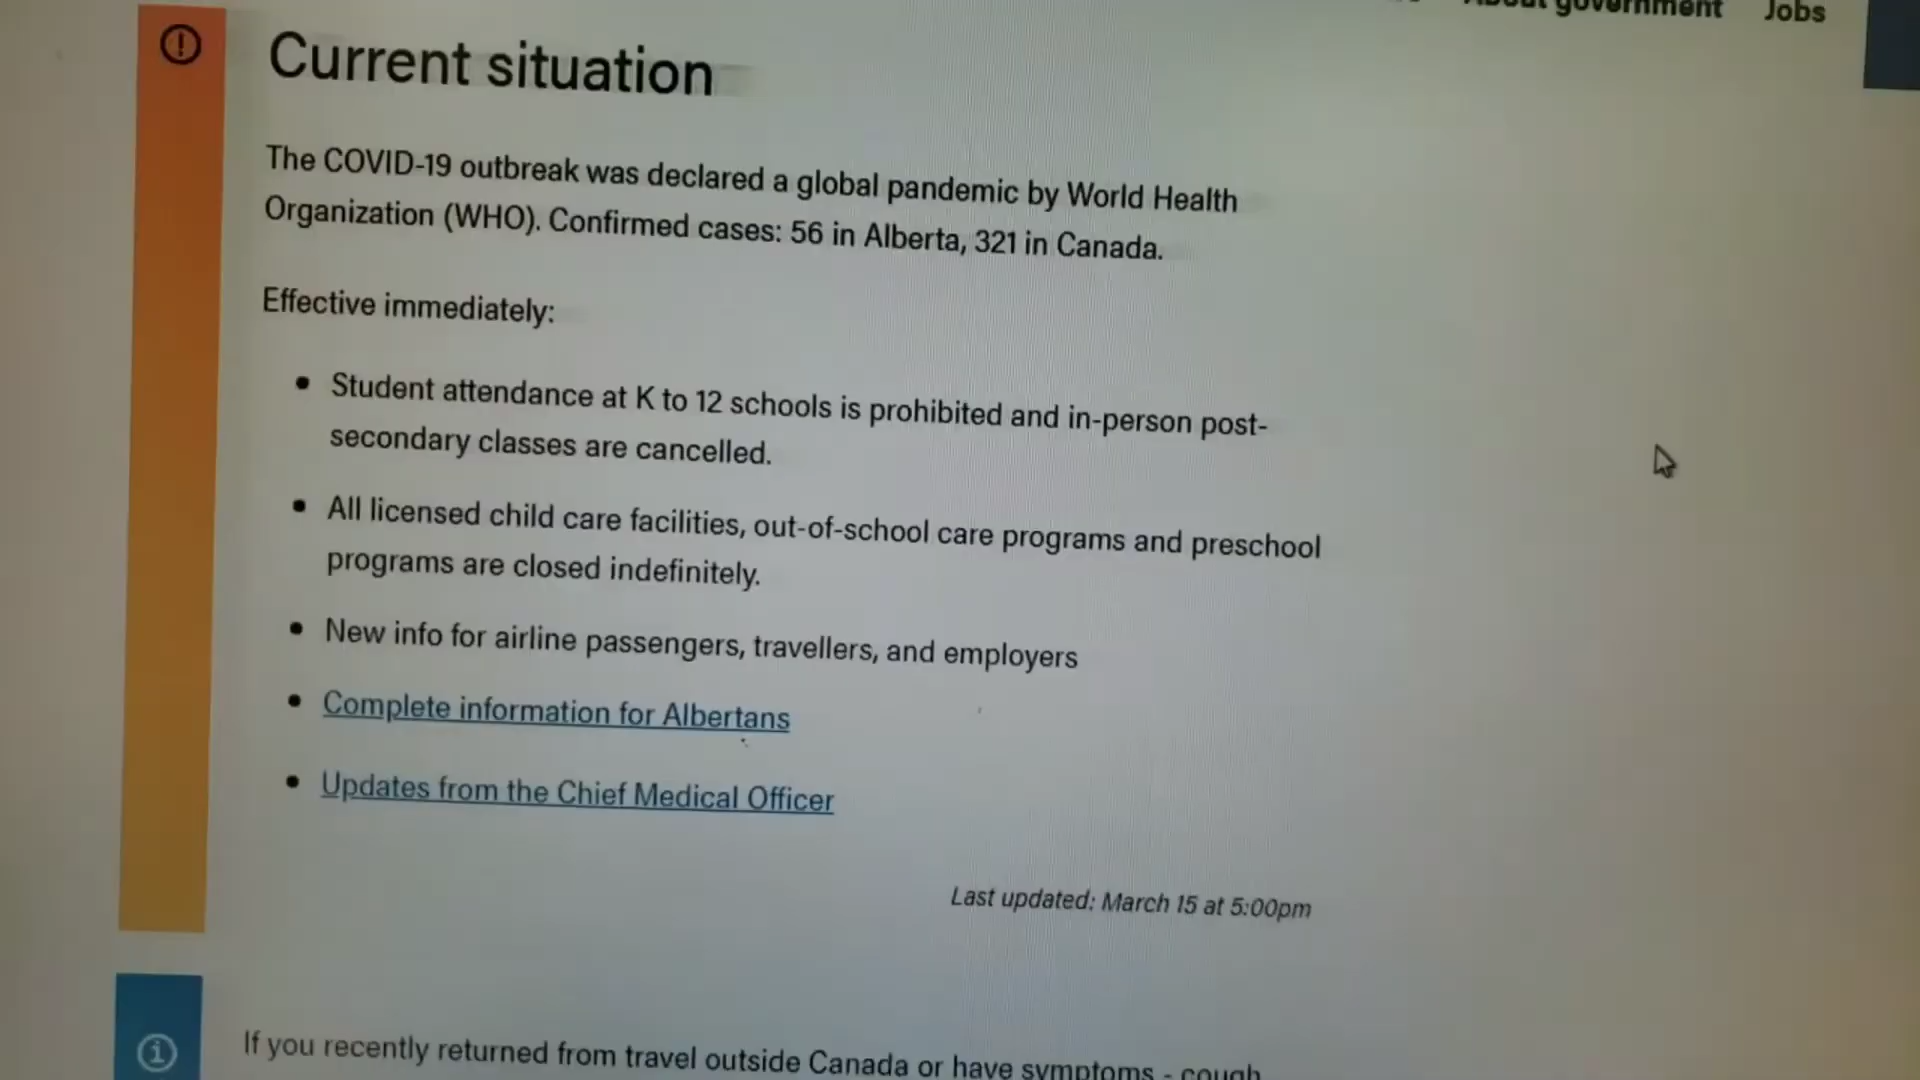 government Jobs
Current situation
The COVID-19 outbreak was declared a global pandemic by World Health
Organization (WHO). Confirmed cases: 56 in Alberta, 321 in Canada.
Effective immediately:
• Student attendance at K to 12 schools is prohibited and in-person post-
secondary classes are cancelled.
• All licensed child care facilities, out-of-school care programs and preschool
programs are closed indefinitely.
• New info for airline passengers, travellers, and employers
• Complete information for Albertans
• Updates from the Chief Medical Officer
Last updated: March 15 at 5:00pm
If you recently returned from travel outside Canada or have symptoms - cough